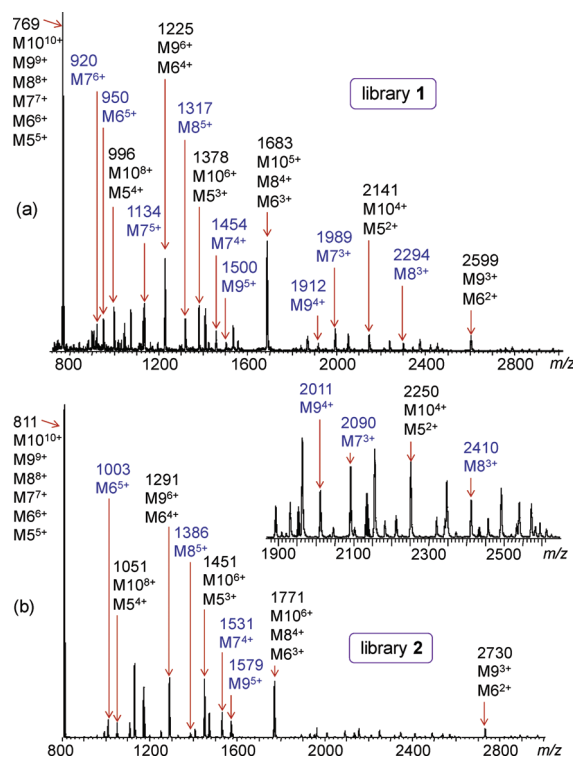 769
M10¹⁰⁺
M9⁹⁺
M8⁸⁺
M7⁷⁺
M6⁶⁺
M5⁵⁺
920
M7⁶⁺
950
M6⁵⁺
996
M10⁸⁺
M5⁴⁺
1134
M7⁵⁺
1225
M9⁶⁺
M6⁴⁺
1317
M8⁵⁺
1378
M10⁶⁺
M5³⁺
1454
M7⁴⁺
1500
M9⁵⁺
1683
M10⁵⁺
M8⁴⁺
M6³⁺
1912
M9⁴⁺
1989
M7³⁺
2141
M10⁴⁺
M5²⁺
2294
M8³⁺
2599
M9³⁺
M6²⁺
library 1
(a)
800 1200 1600 2000 2400 2800 m/z
811
M10¹⁰⁺
M9⁹⁺
M8⁸⁺
M7⁷⁺
M6⁶⁺
M5⁵⁺
1003
M6⁵⁺
1051
M10⁸⁺
M5⁴⁺
1291
M9⁶⁺
M6⁴⁺
1386
M8⁵⁺
1451
M10⁶⁺
M5³⁺
1531
M7⁴⁺
1579
M9⁵⁺
1771
M10⁶⁺
M8⁴⁺
M6³⁺
2730
M9³⁺
M6²⁺
2011
M9⁴⁺
2090
M7³⁺
2250
M10⁴⁺
M5²⁺
2410
M8³⁺
1900 2100 2300 2500 m/z
(b)
library 2
800 1200 1600 2000 2400 2800 m/z